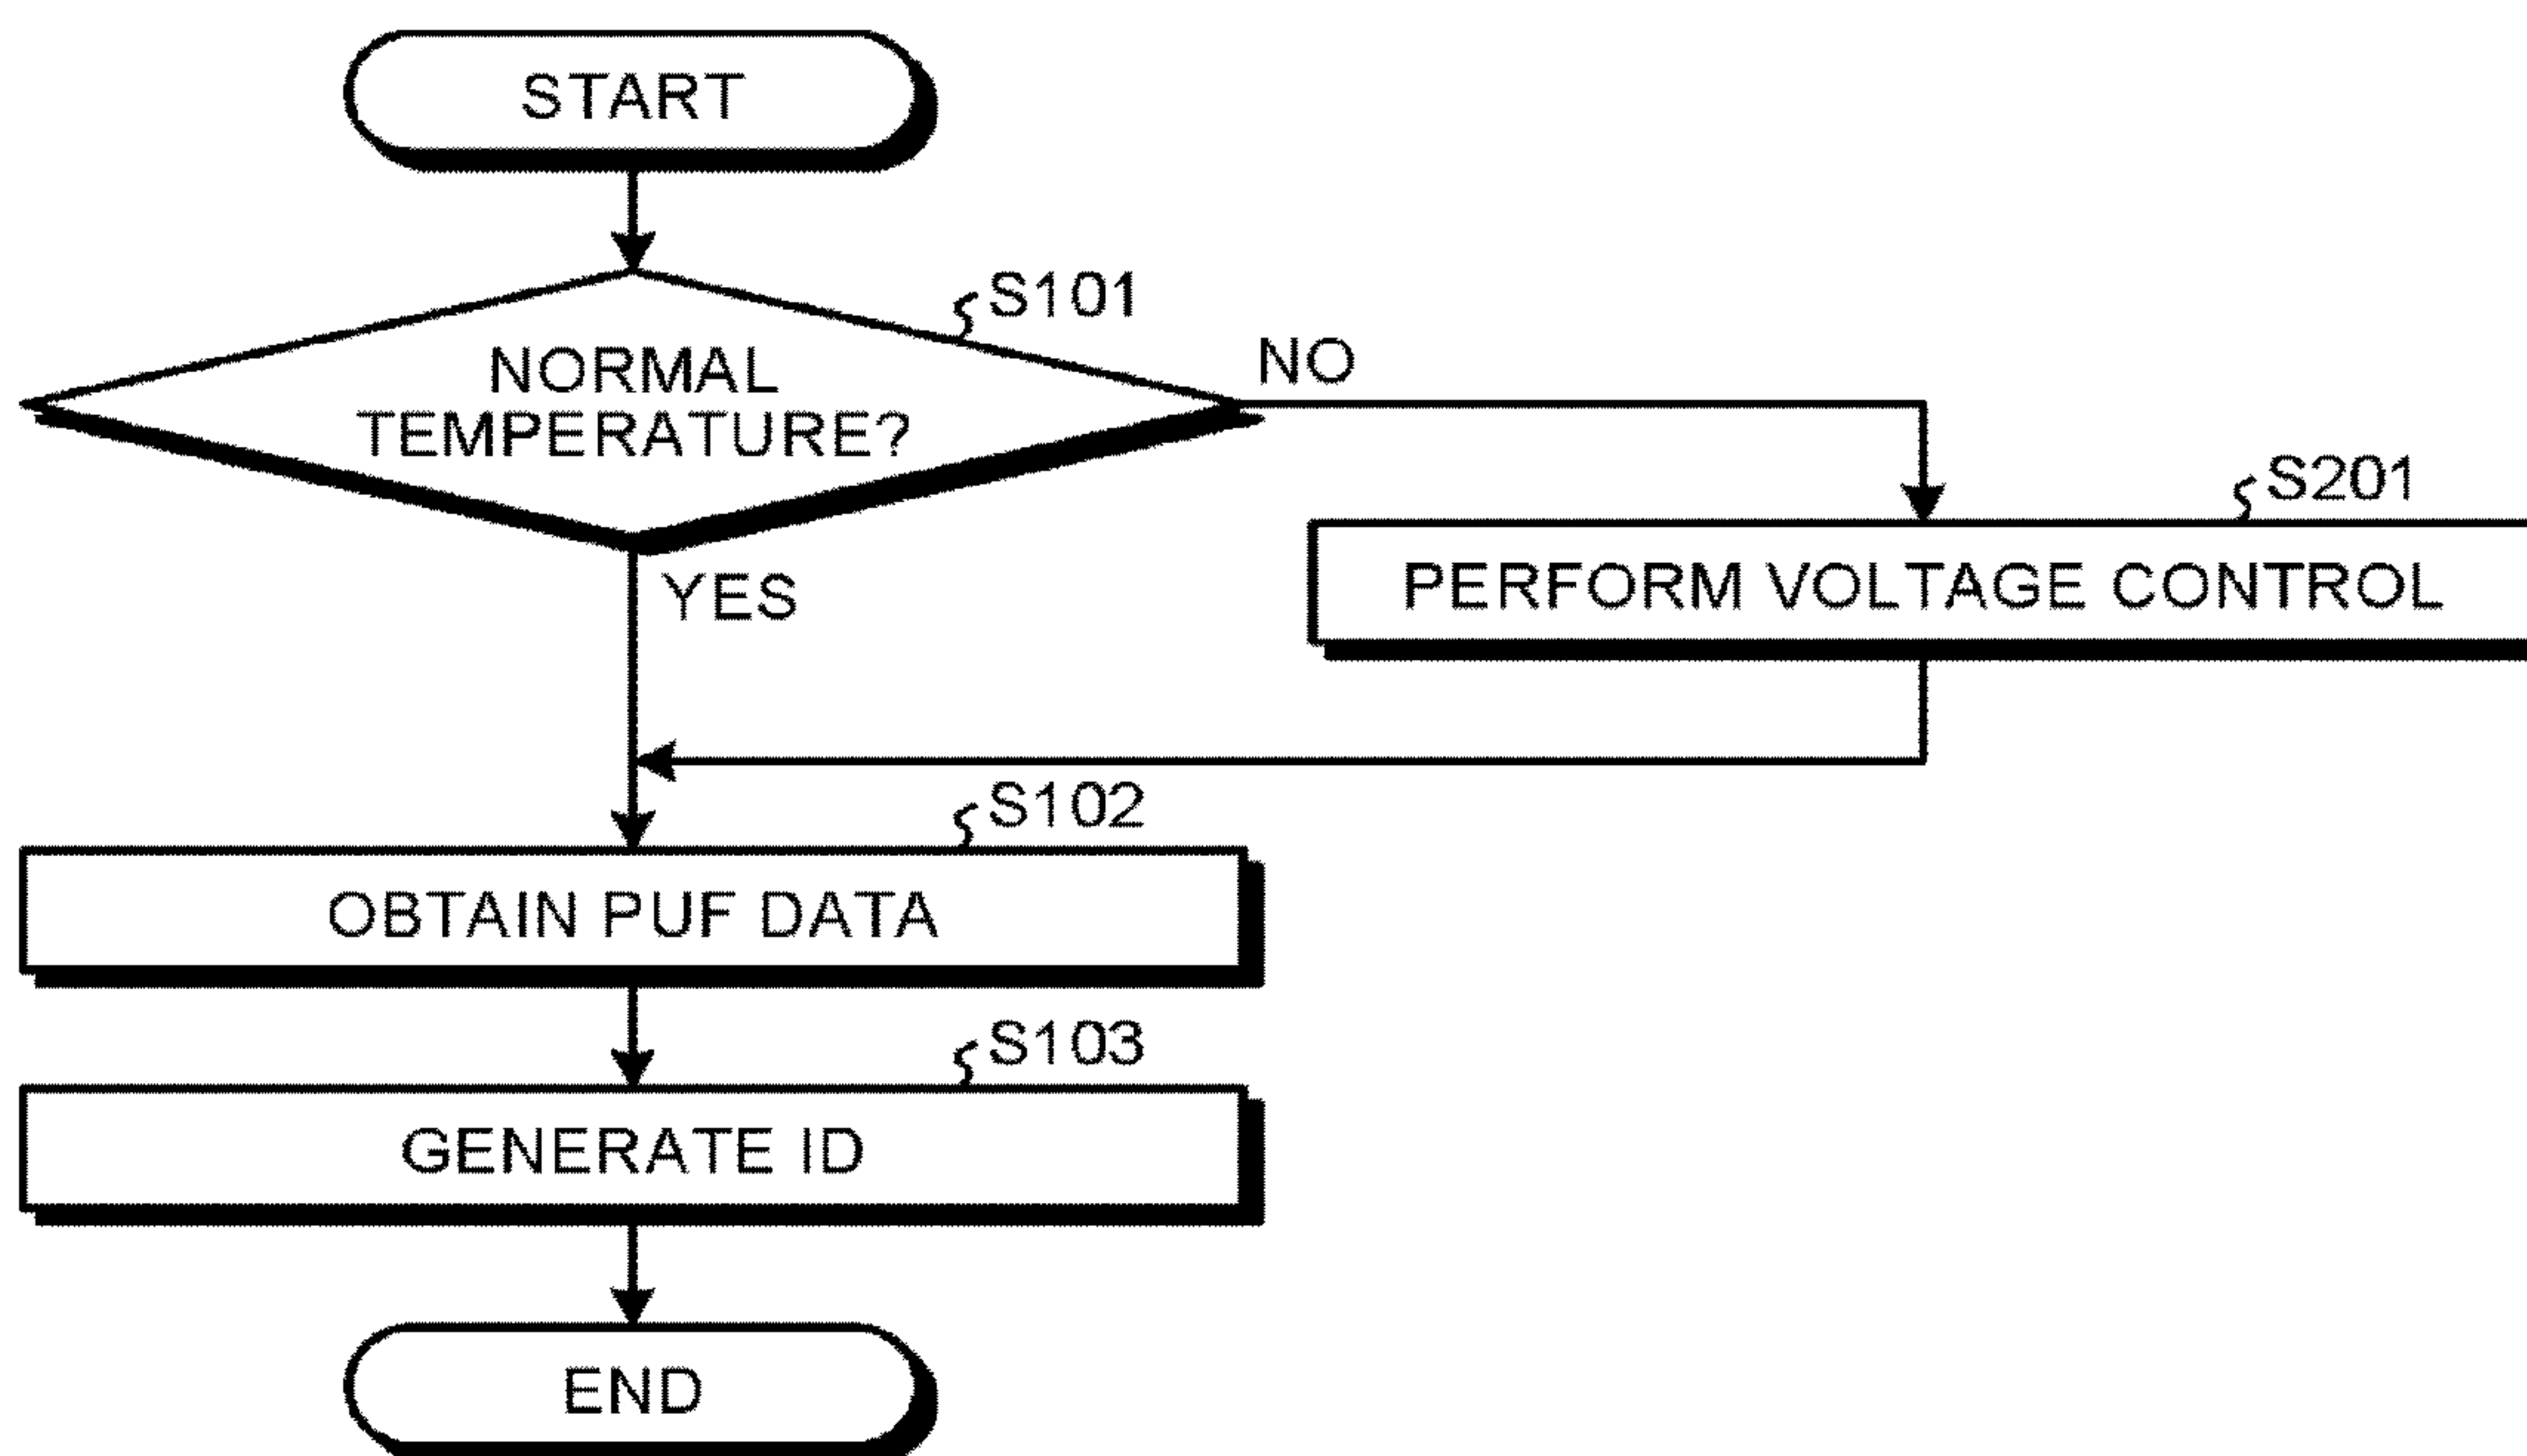 START
S101
NORMAL
TEMPERATURE?
NO
S201
PERFORM VOLTAGE CONTROL
YES
S102
OBTAIN PUF DATA
S103
GENERATE ID
END